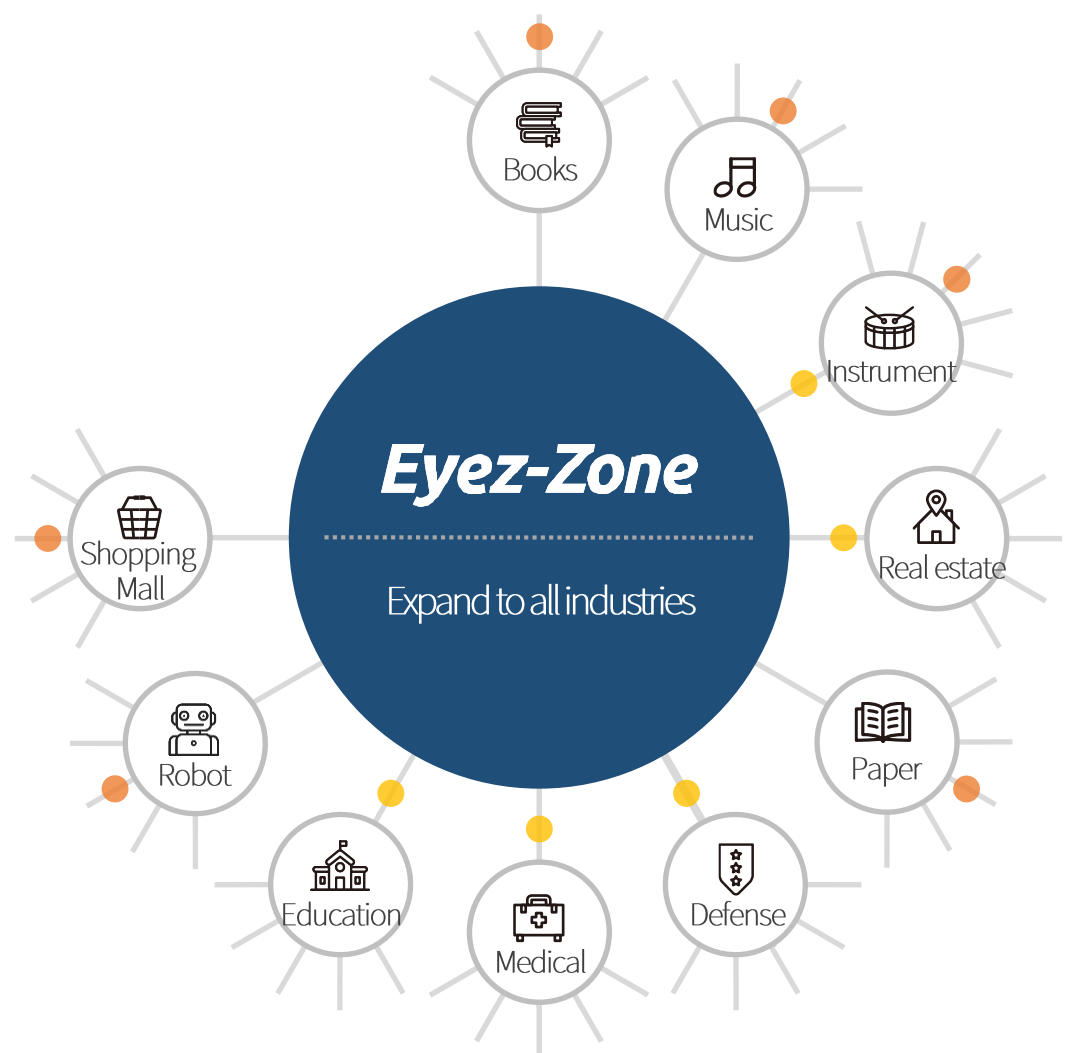 Books
Music
Instrument
Eyez-Zone
Expand to all industries
Shopping
Mall
Real estate
Robot
Paper
Education
Defense
Medical